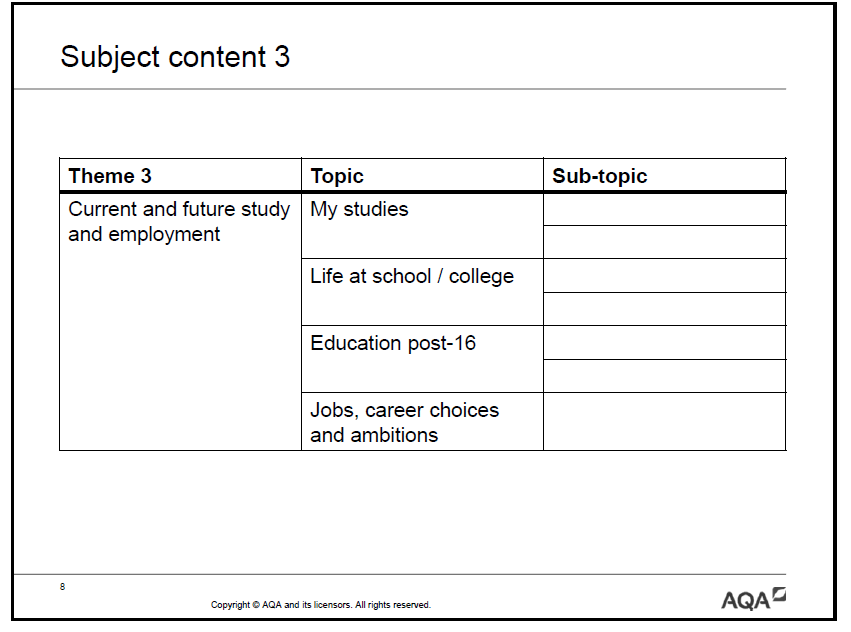 Subject content 3
Theme 3 Topic Sub-topic
Current and future study
and employment
My studies
Life at school / college
Education post-16
Jobs, career choices
and ambitions
8
Copyright © AQA and its licensors. All rights reserved.
AQA